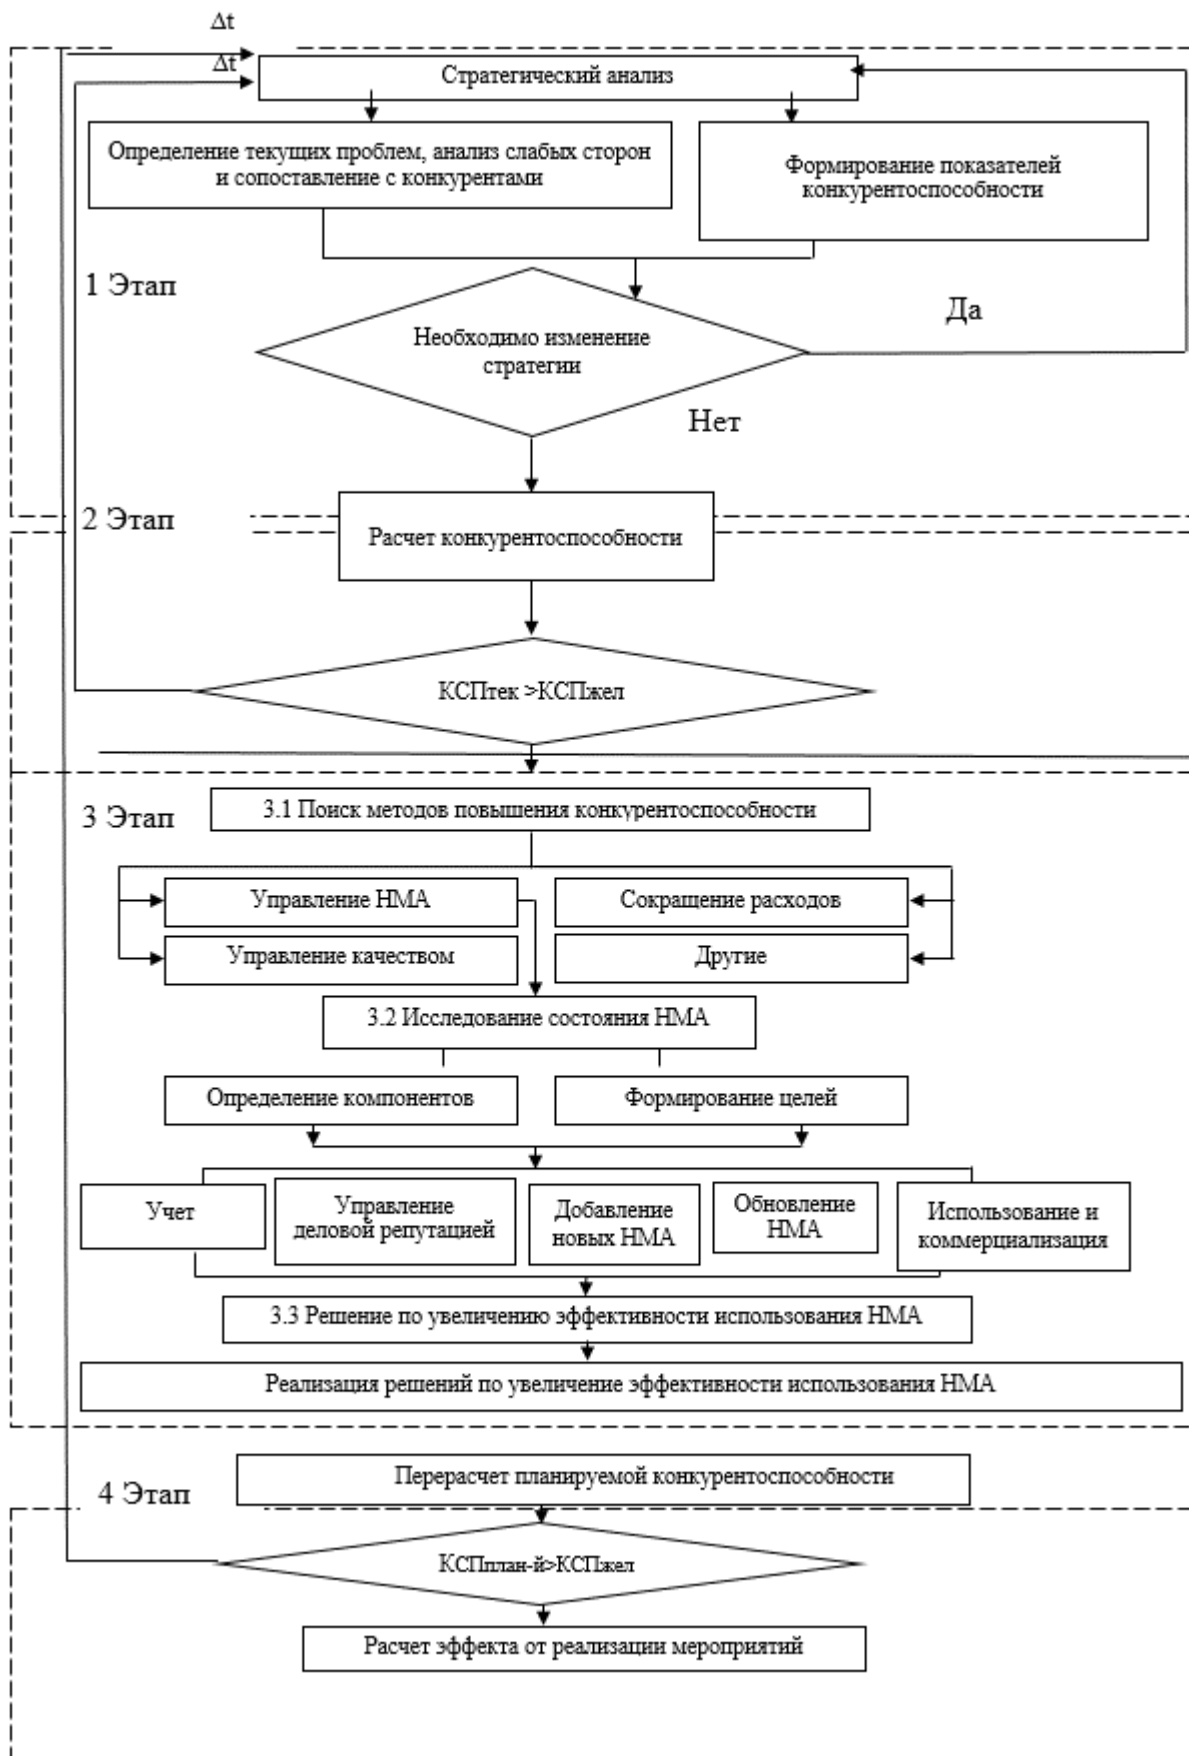 Δt
Δt
Стратегический анализ
Определение текущих проблем, анализ слабых сторон
и сопоставление с конкурентами
Формирование показателей
конкурентоспособности
1 Этап
Необходимо изменение
стратегии
Да
Нет
2 Этап
Расчет конкурентоспособности
КСПтек >КСПжел
3 Этап
3.1 Поиск методов повышения конкурентоспособности
Управление НМА
Сокращение расходов
Управление качеством
Другие
3.2 Исследование состояния НМА
Определение компонентов
Формирование целей
Учет
Управление
деловой репутацией
Добавление
новых НМА
Обновление
НМА
Использование и
коммерциализация
3.3 Решение по увеличению эффективности использования НМА
Реализация решений по увеличение эффективности использования НМА
4 Этап
Перерасчет планируемой конкурентоспособности
КСПплан-й>КСПжел
Расчет эффекта от реализации мероприятий